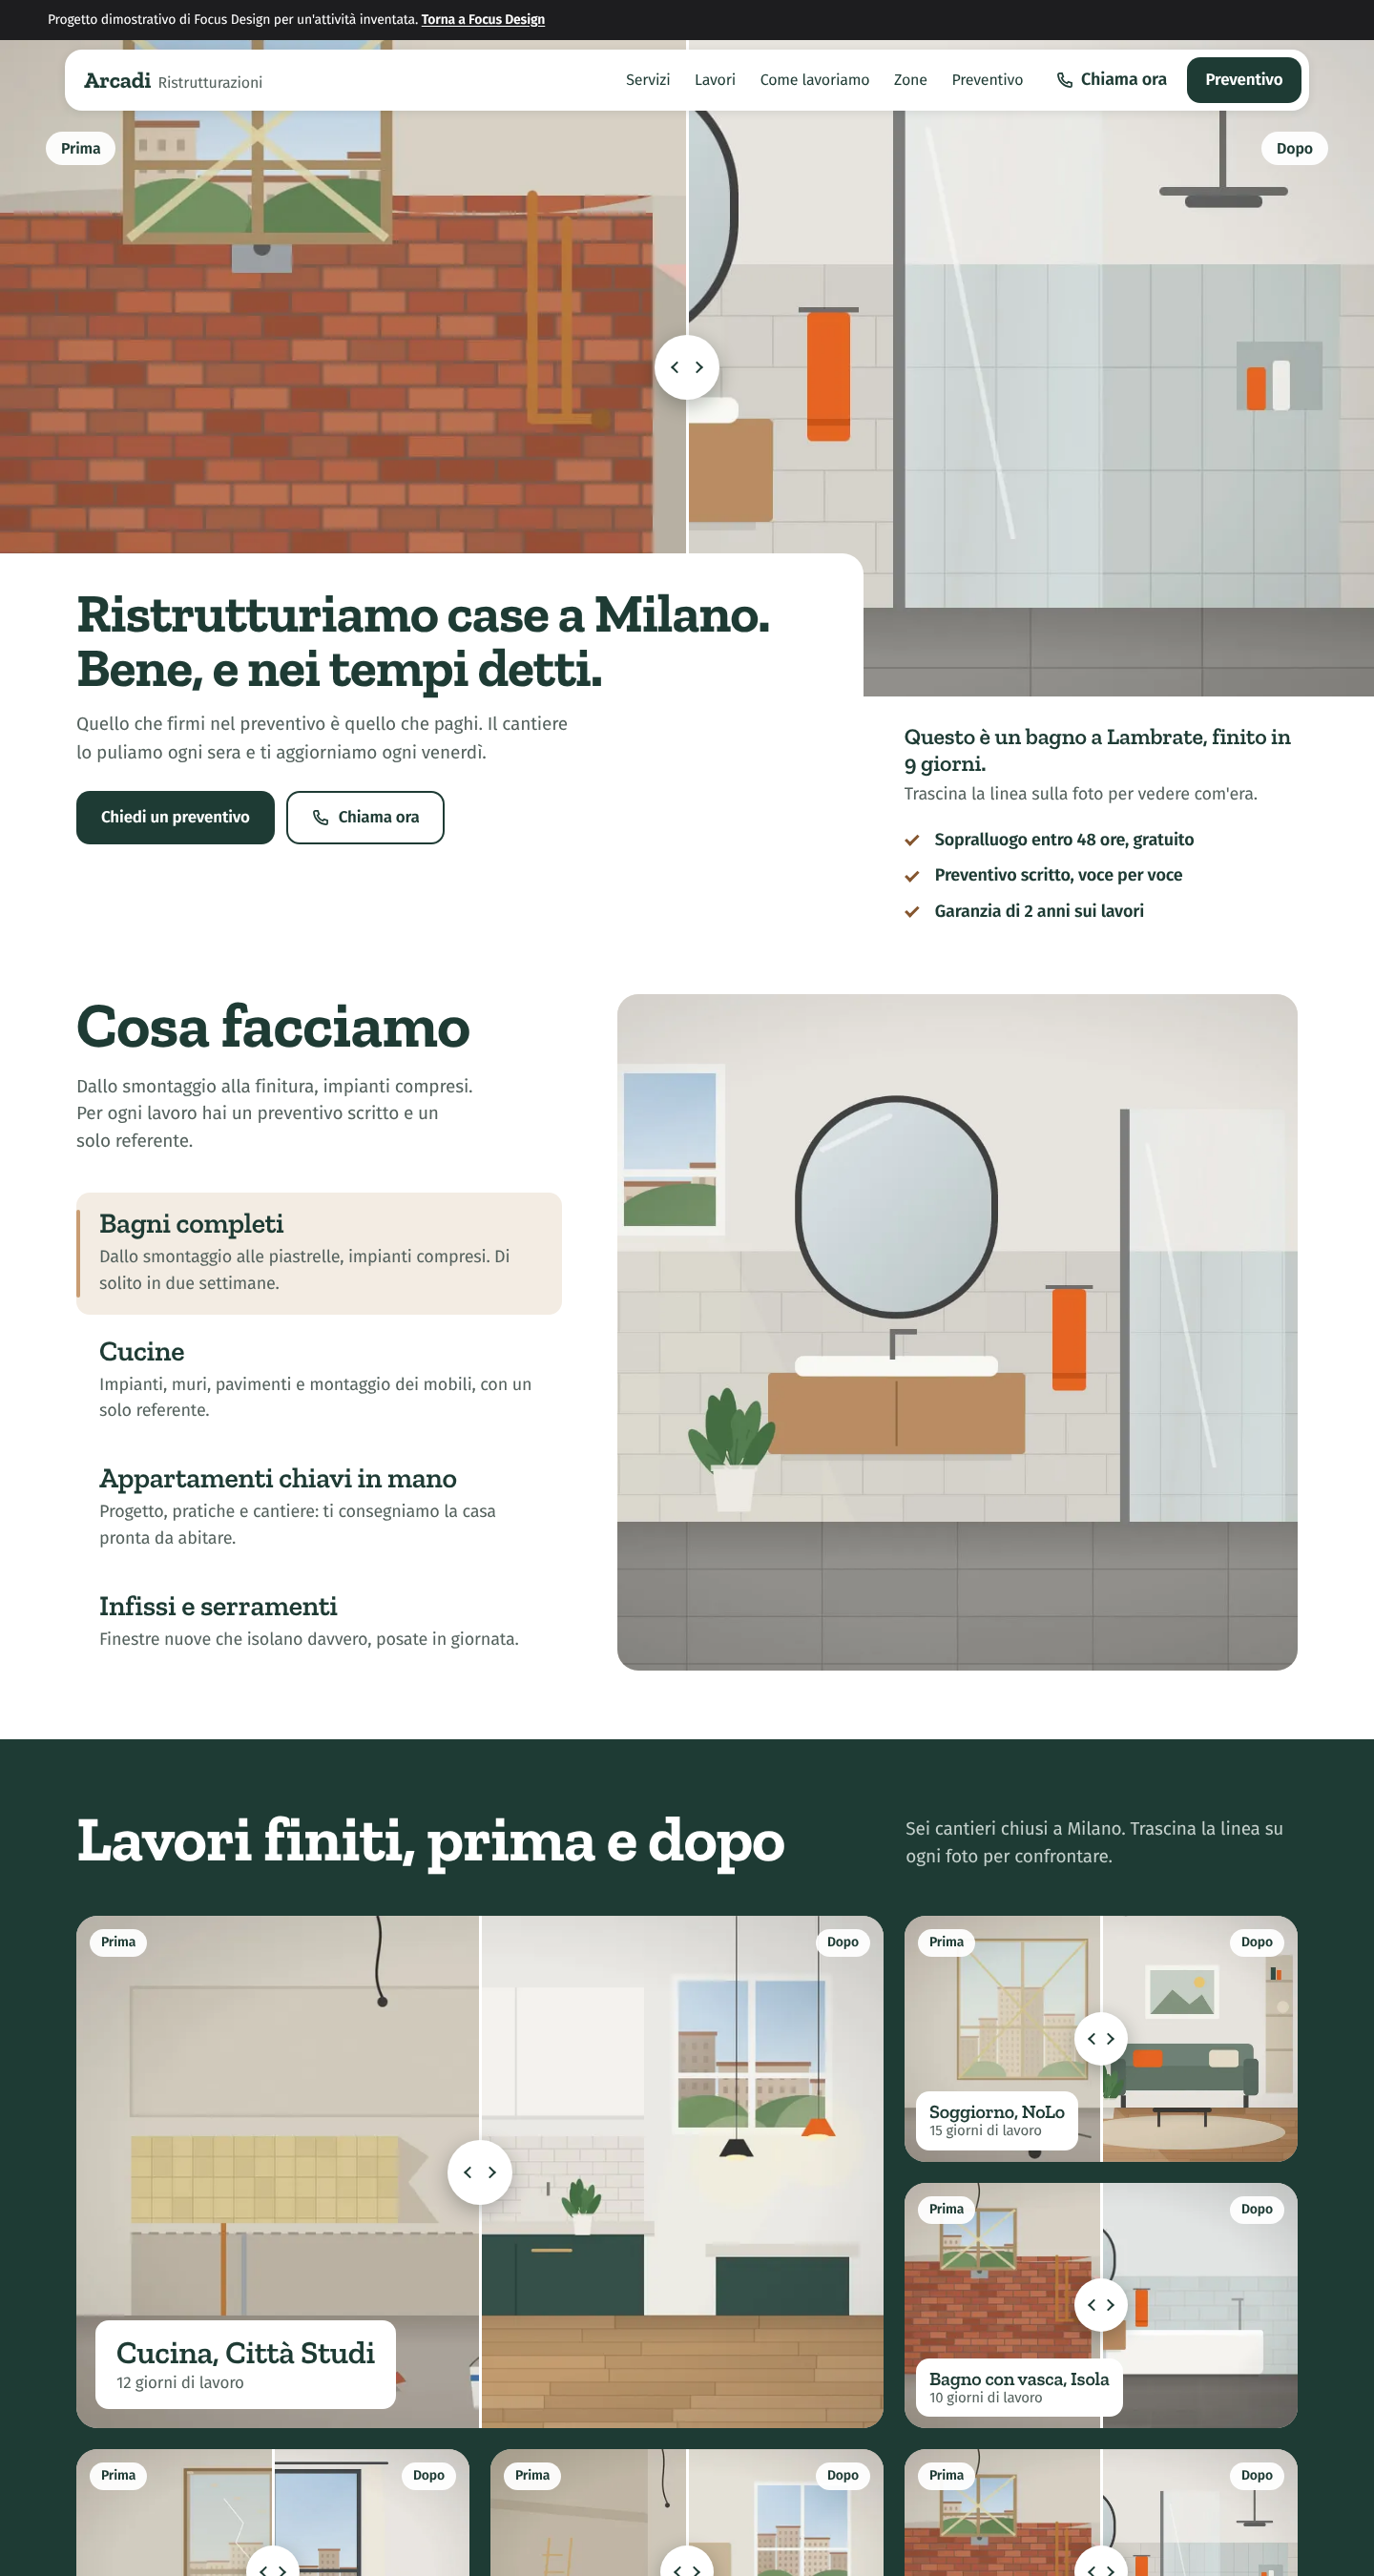 Progetto dimostrativo di Focus Design per un'attività inventata. Torna a Focus Design
Arcadi Ristrutturazioni
Servizi
Lavori
Come lavoriamo
Zone
Preventivo
Chiama ora
Preventivo
Prima
Dopo
Ristrutturiamo case a Milano.
Bene, e nei tempi detti.
Quello che firmi nel preventivo è quello che paghi. Il cantiere
lo puliamo ogni sera e ti aggiorniamo ogni venerdì.
Chiedi un preventivo
Chiama ora
Questo è un bagno a Lambrate, finito in
9 giorni.
Trascina la linea sulla foto per vedere com'era.
Sopralluogo entro 48 ore, gratuito
Preventivo scritto, voce per voce
Garanzia di 2 anni sui lavori
Cosa facciamo
Dallo smontaggio alla finitura, impianti compresi.
Per ogni lavoro hai un preventivo scritto e un
solo referente.
Bagni completi
Dallo smontaggio alle piastrelle, impianti compresi. Di
solito in due settimane.
Cucine
Impianti, muri, pavimenti e montaggio dei mobili, con un
solo referente.
Appartamenti chiavi in mano
Progetto, pratiche e cantiere: ti consegniamo la casa
pronta da abitare.
Infissi e serramenti
Finestre nuove che isolano davvero, posate in giornata.
Lavori finiti, prima e dopo
Sei cantieri chiusi a Milano. Trascina la linea su
ogni foto per confrontare.
Prima
Dopo
Cucina, Città Studi
12 giorni di lavoro
Prima
Dopo
Soggiorno, NoLo
15 giorni di lavoro
Prima
Dopo
Bagno con vasca, Isola
10 giorni di lavoro
Prima
Dopo
Prima
Dopo
Prima
Dopo